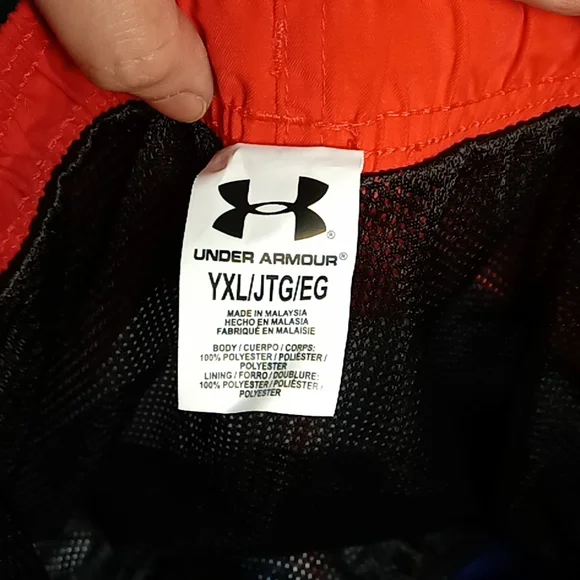 ®
UNDER ARMOUR®
YXL/JTG/EG
MADE IN MALAYSIA
HECHO EN MALASIA
FABRIQUÉ EN MALAISIE
BODY / CUERPO / CORPS:
100% POLYESTER / POLIÉSTER /
POLYESTER
LINING / FORRO / DOUBLURE:
100% POLYESTER / POLIÉSTER /
POLYESTER